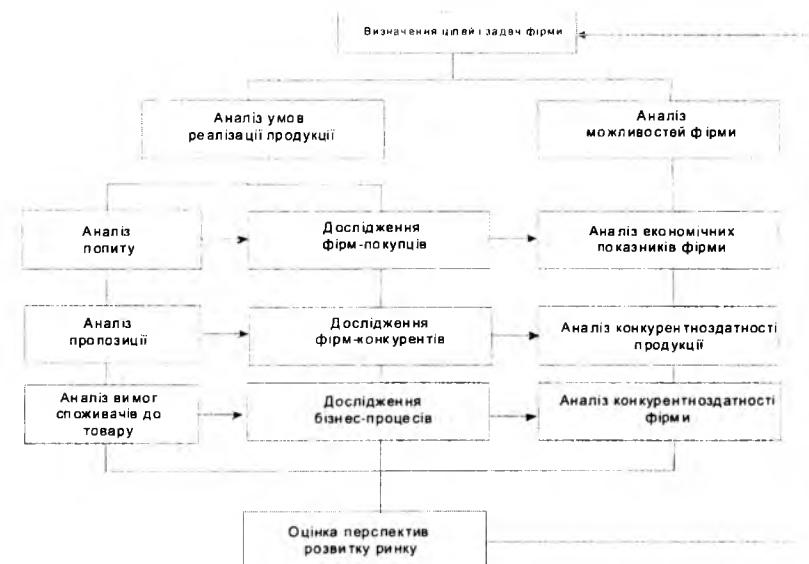 Визначення цілей і задач фірми
Аналіз умов
реалізації продукції
Аналіз
можливостей фірми
Аналіз
попиту
Дослідження
фірм-покупців
Аналіз економічних
показників фірми
Аналіз
пропозиції
Дослідження
фірм-конкурентів
Аналіз конкурентноздатності
продукції
Аналіз вимог
споживачів до
товару
Дослідження
бізнес-процесів
Аналіз конкурентноздатності
фірми
Оцінка перспектив
розвитку ринку